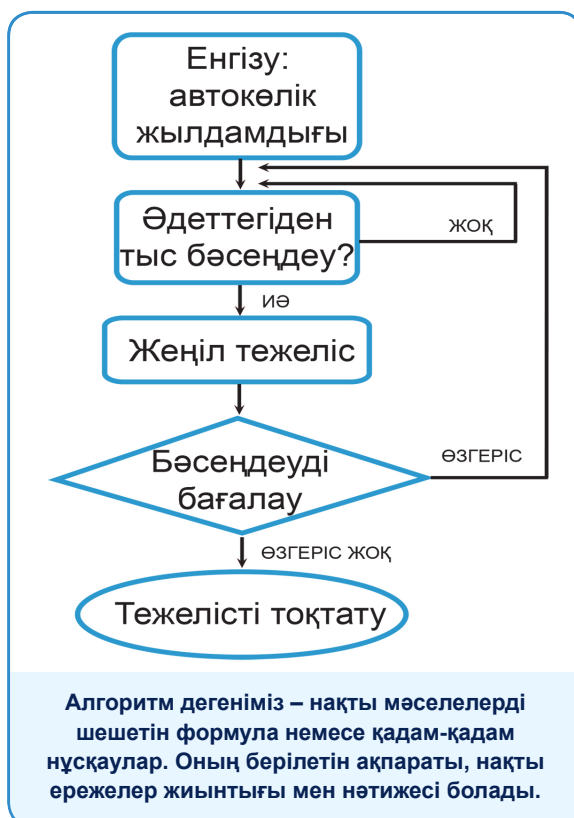 Енгізу:
автокөлік
жылдамдығы
Әдеттегіден
тыс бәсеңдеу?
ЖОҚ
ИӘ
Жеңіл тежеліс
Бәсеңдеуді
бағалау
ӨЗГЕРІС
ӨЗГЕРІС ЖОҚ
Тежелісті тоқтату
Алгоритм дегеніміз – нақты мәселелерді
шешетін формула немесе қадам-қадам
нұсқаулар. Оның берілетін ақпараты, нақты
ережелер жиынтығы мен нәтижесі болады.